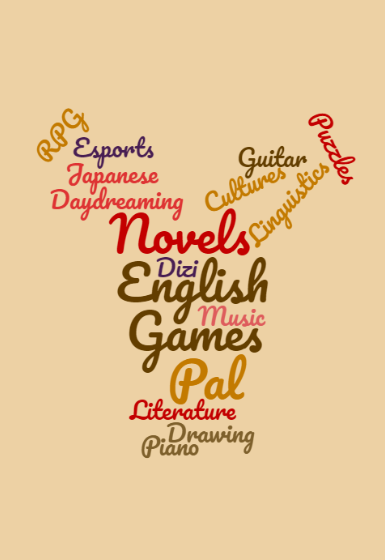 RPG
Esports
Japanese
Daydreaming
Guitar
Puzzles
Cultures
Linguistics
Novels
Dizi
English
Music
Games
Pal
Literature
Drawing
Piano